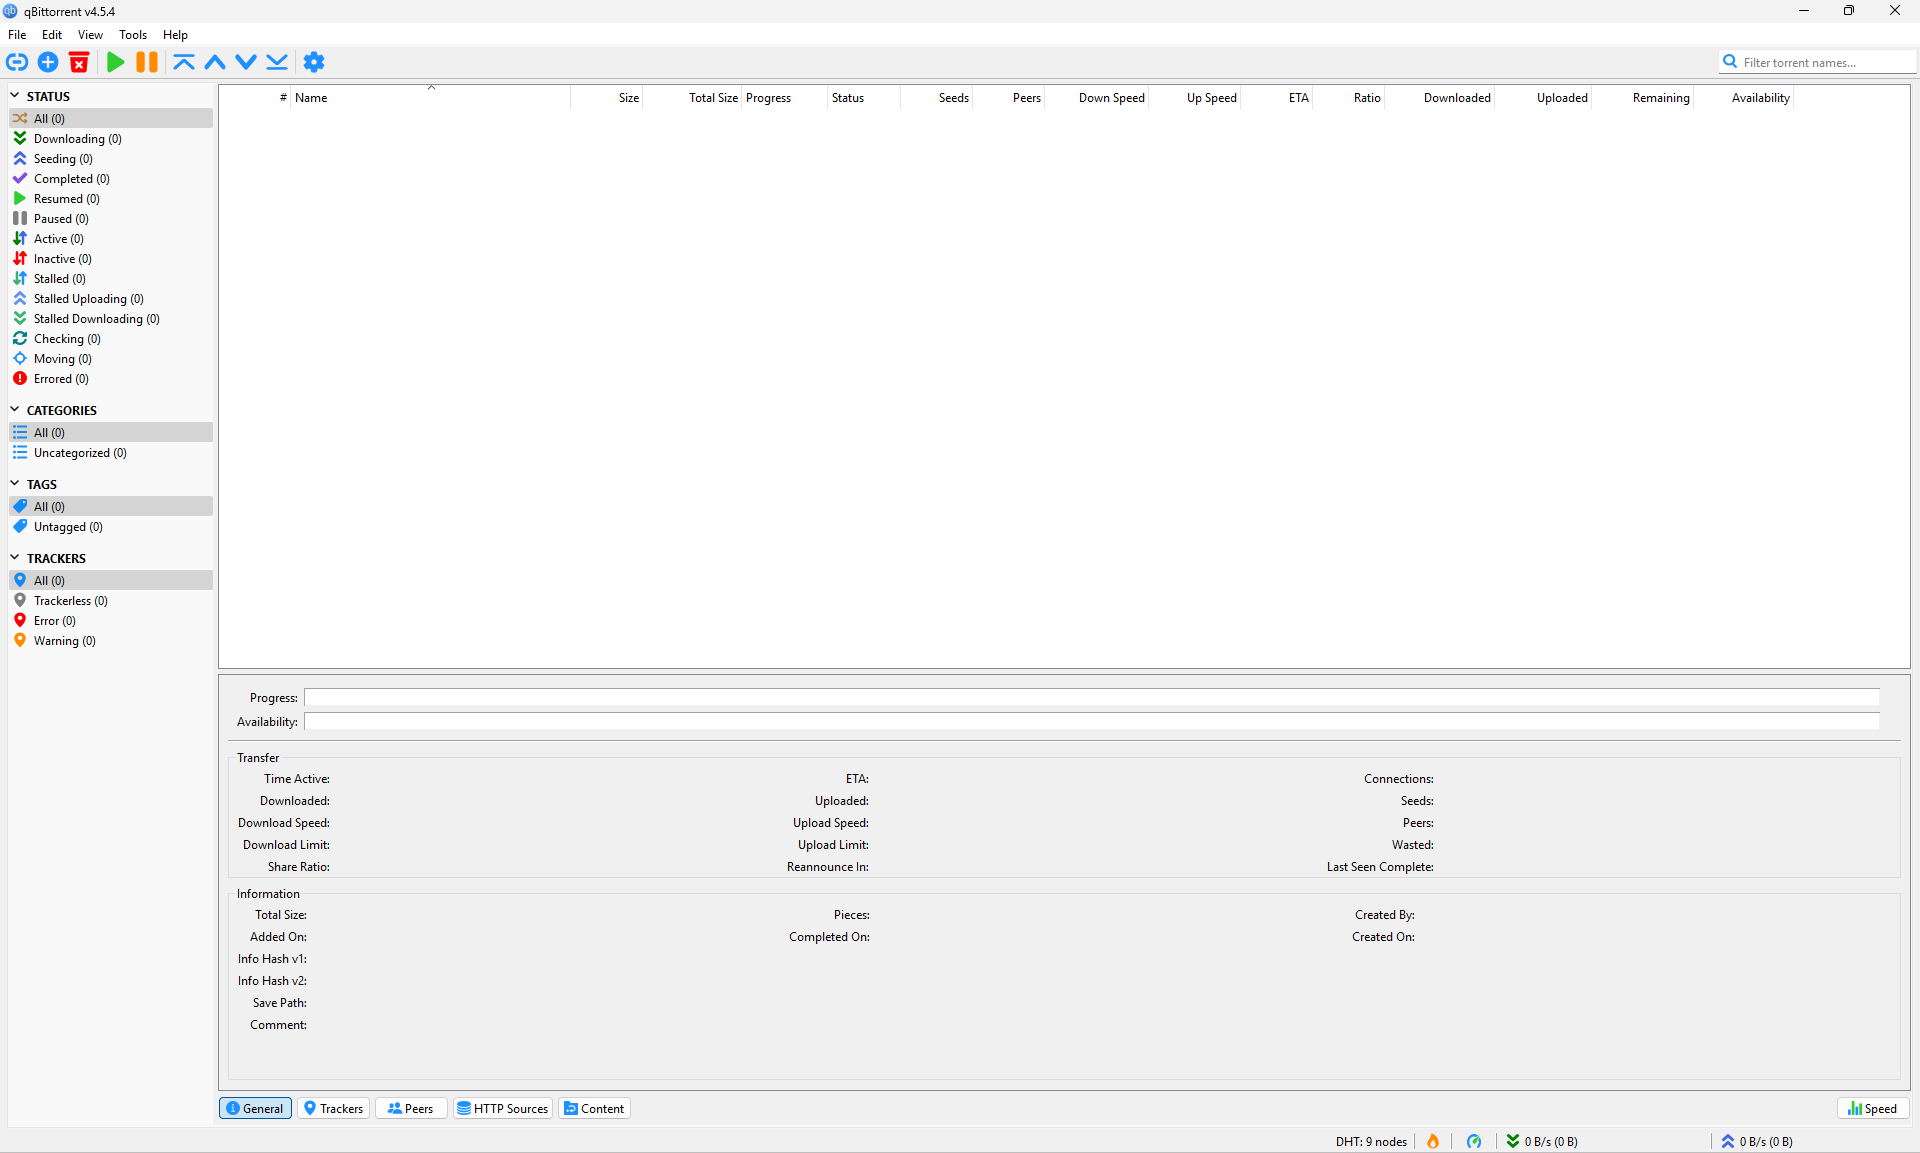 qBittorrent v4.5.4
File Edit View Tools Help
Filter torrent names...
STATUS
All (0)
Downloading (0)
Seeding (0)
Completed (0)
Resumed (0)
Paused (0)
Active (0)
Inactive (0)
Stalled (0)
Stalled Uploading (0)
Stalled Downloading (0)
Checking (0)
Moving (0)
Errored (0)
CATEGORIES
All (0)
Uncategorized (0)
TAGS
All (0)
Untagged (0)
TRACKERS
All (0)
Trackerless (0)
Error (0)
Warning (0)
# Name Size Total Size Progress Status Seeds Peers Down Speed Up Speed ETA Ratio Downloaded Uploaded Remaining Availability
Progress:
Availability:
Transfer
Time Active: ETA: Connections:
Downloaded: Uploaded: Seeds:
Download Speed: Upload Speed: Peers:
Download Limit: Upload Limit: Wasted:
Share Ratio: Reannounce In: Last Seen Complete:
Information
Total Size: Pieces: Created By:
Added On: Completed On: Created On:
Info Hash v1:
Info Hash v2:
Save Path:
Comment:
General Trackers Peers HTTP Sources Content Speed
DHT: 9 nodes 0 B/s (0 B) 0 B/s (0 B)